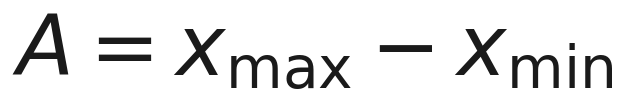 A = x_max − x_min